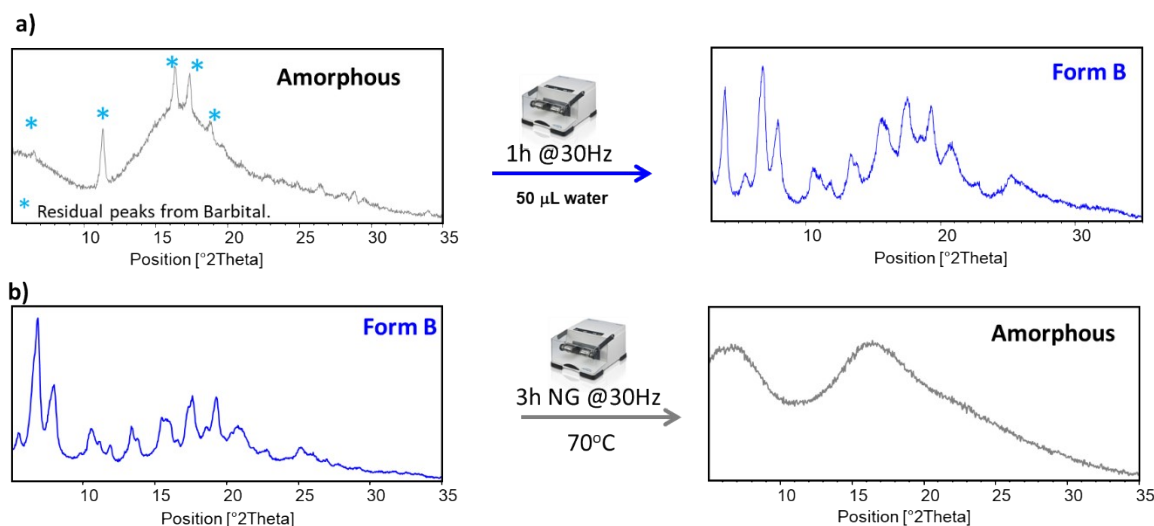 a)
Amorphous
* Residual peaks from Barbital.
10 15 20 25 30 35
Position [°2Theta]
1h @30Hz
50 μL water
Form B
10 20 30
Position [°2Theta]
b)
Form B
10 15 20 25 30 35
Position [°2Theta]
3h NG @30Hz
70°C
Amorphous
10 15 20 25 30 35
Position [°2Theta]